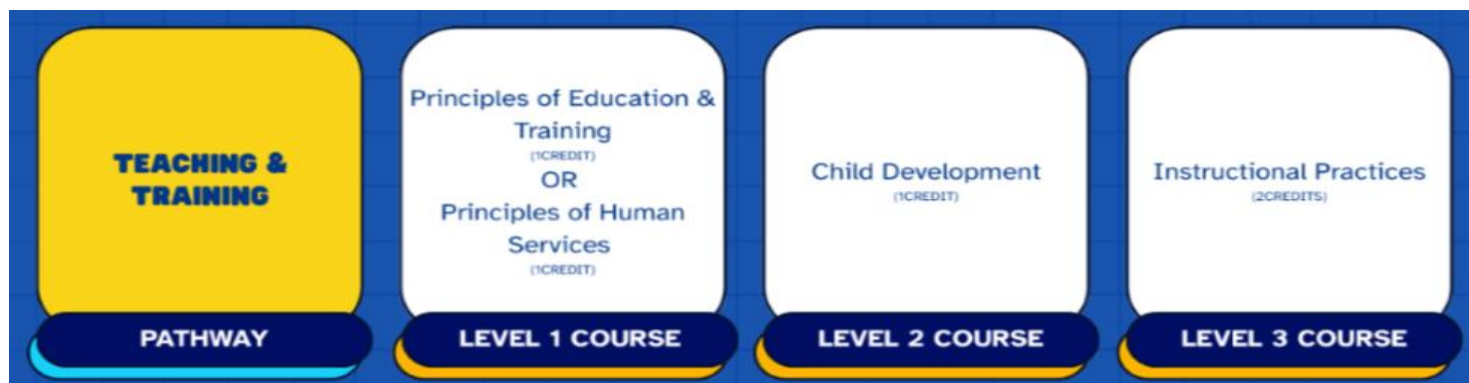 TEACHING &
TRAINING
PATHWAY
Principles of Education &
Training
(1CREDIT)
OR
Principles of Human
Services
(1CREDIT)
LEVEL 1 COURSE
Child Development
(1CREDIT)
LEVEL 2 COURSE
Instructional Practices
(2CREDITS)
LEVEL 3 COURSE